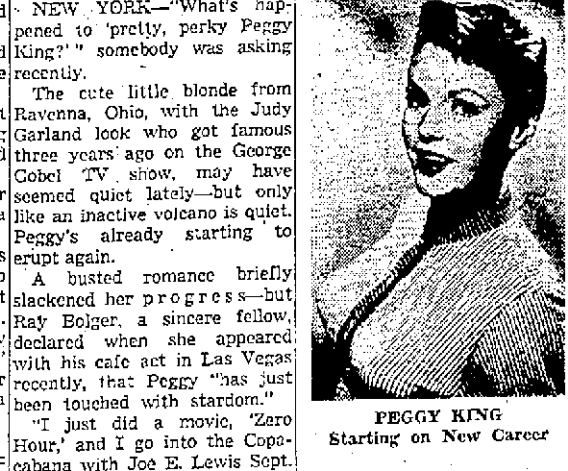 NEW YORK—"What's hap-
pened to 'pretty, perky Peggy
King?'" somebody was asking
recently.
The cute little blonde from
Ravenna, Ohio, with the Judy
Garland look who got famous
three years ago on the George
Gobel TV show, may have
seemed quiet lately—but only
like an inactive volcano is quiet.
Peggy's already starting to
erupt again.
A busted romance briefly
slackened her progress—but
Ray Bolger, a sincere fellow,
declared when she appeared
with his cafe act in Las Vegas
recently, that Peggy "has just
been touched with stardom."
"I just did a movie, 'Zero
Hour,' and I go into the Copa-
cabana with Joe E. Lewis Sept.
PEGGY KING
Starting on New Career